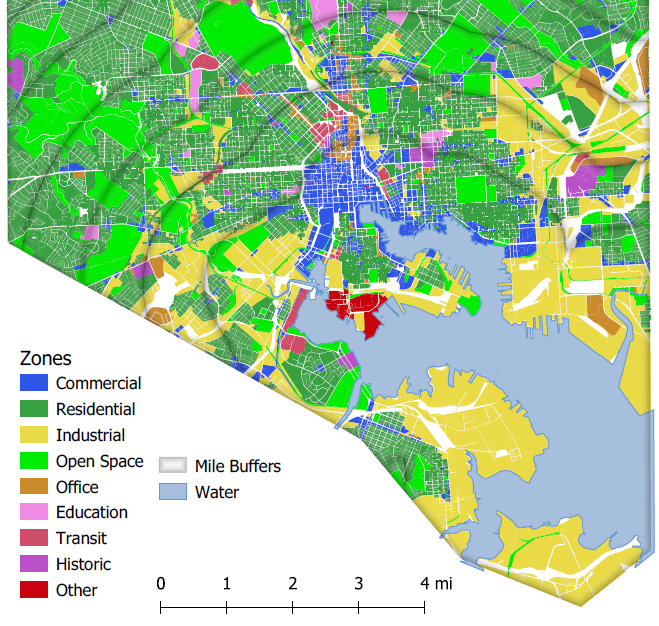 Zones
Commercial
Residential
Industrial
Open Space
Office
Education
Transit
Historic
Other
Mile Buffers
Water
0 1 2 3 4 mi